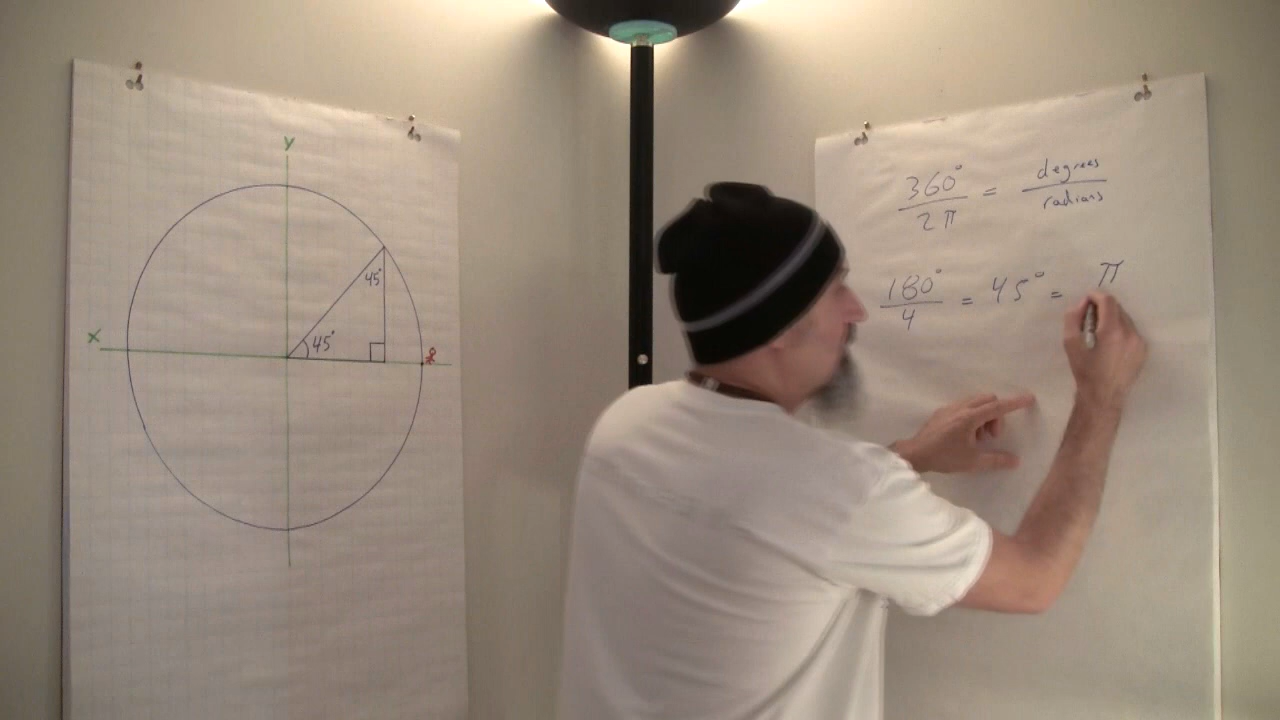 y
45°
x
45°
360° / 2π = degrees / radians
180° / 4 = 45° = π